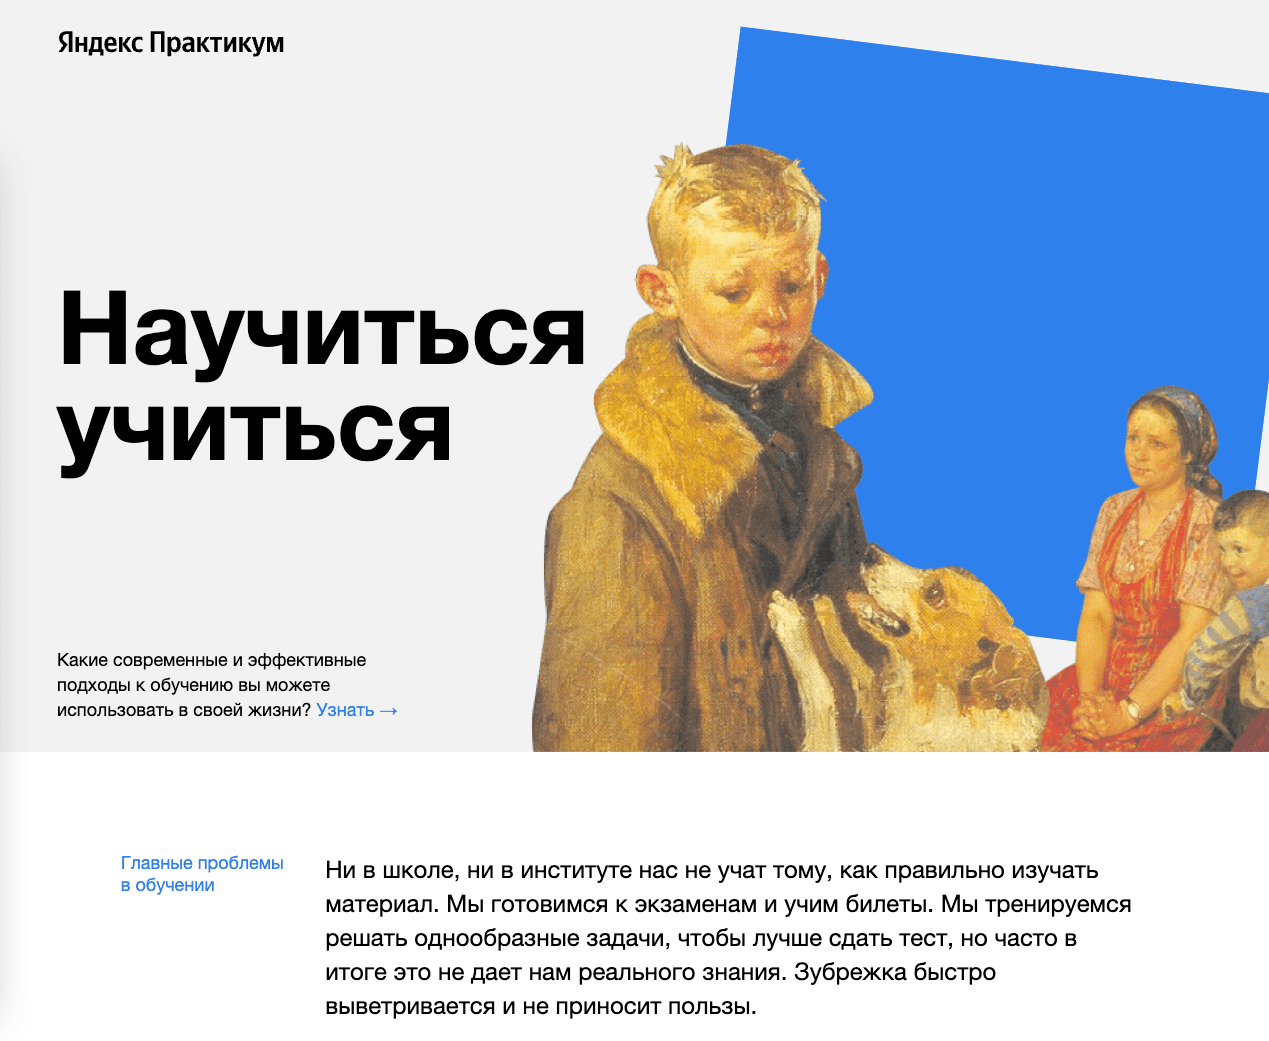 Яндекс Практикум
Научиться
учиться
Какие современные и эффективные
подходы к обучению вы можете
использовать в своей жизни? Узнать →
Главные проблемы
в обучении
Ни в школе, ни в институте нас не учат тому, как правильно изучать
материал. Мы готовимся к экзаменам и учим билеты. Мы тренируемся
решать однообразные задачи, чтобы лучше сдать тест, но часто в
итоге это не дает нам реального знания. Зубрежка быстро
выветривается и не приносит пользы.